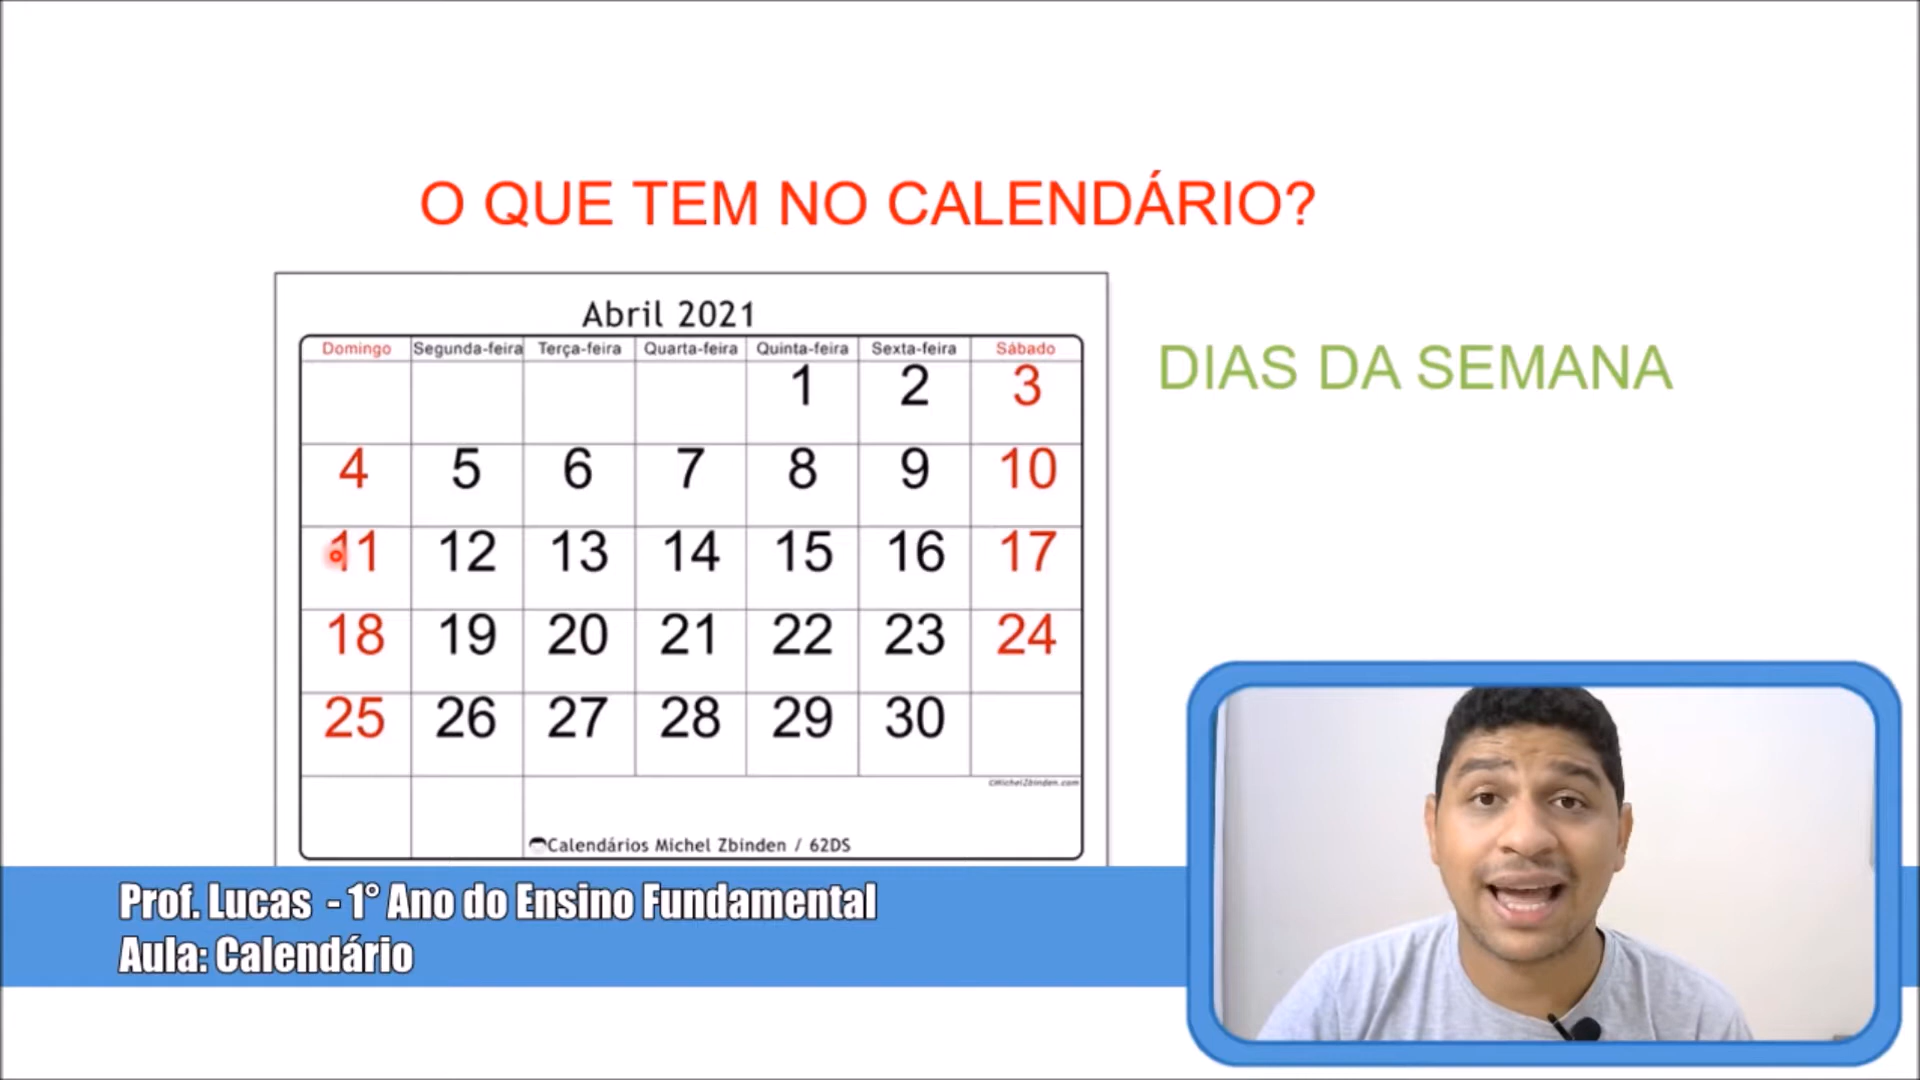 O QUE TEM NO CALENDÁRIO?
Abril 2021
Domingo Segunda-feira Terça-feira Quarta-feira Quinta-feira Sexta-feira Sábado
1 2 3
4 5 6 7 8 9 10
11 12 13 14 15 16 17
18 19 20 21 22 23 24
25 26 27 28 29 30
©MichelZbinden.com
Calendários Michel Zbinden / 62DS
DIAS DA SEMANA
Prof. Lucas - 1° Ano do Ensino Fundamental
Aula: Calendário